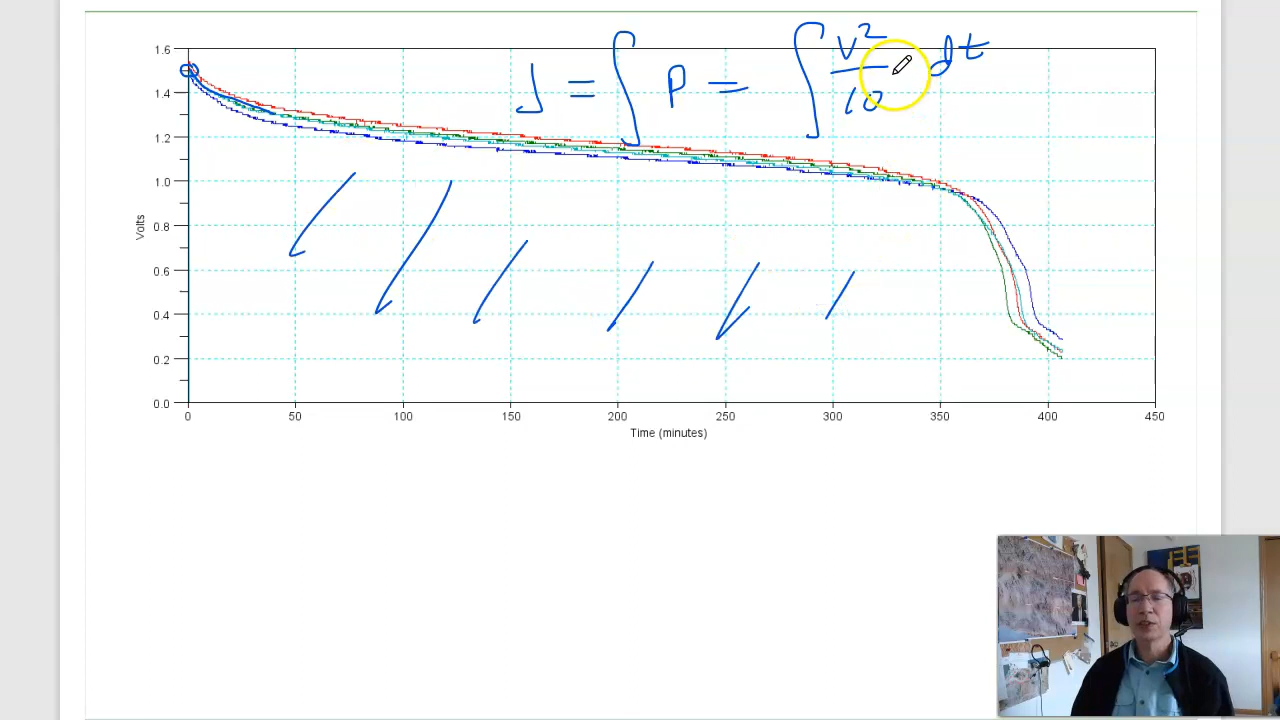 J = ∫ P = ∫ V²/10 dt
1.6
1.4
1.2
1.0
0.8
0.6
0.4
0.2
0.0
Volts
0 50 100 150 200 250 300 350 400 450
Time (minutes)